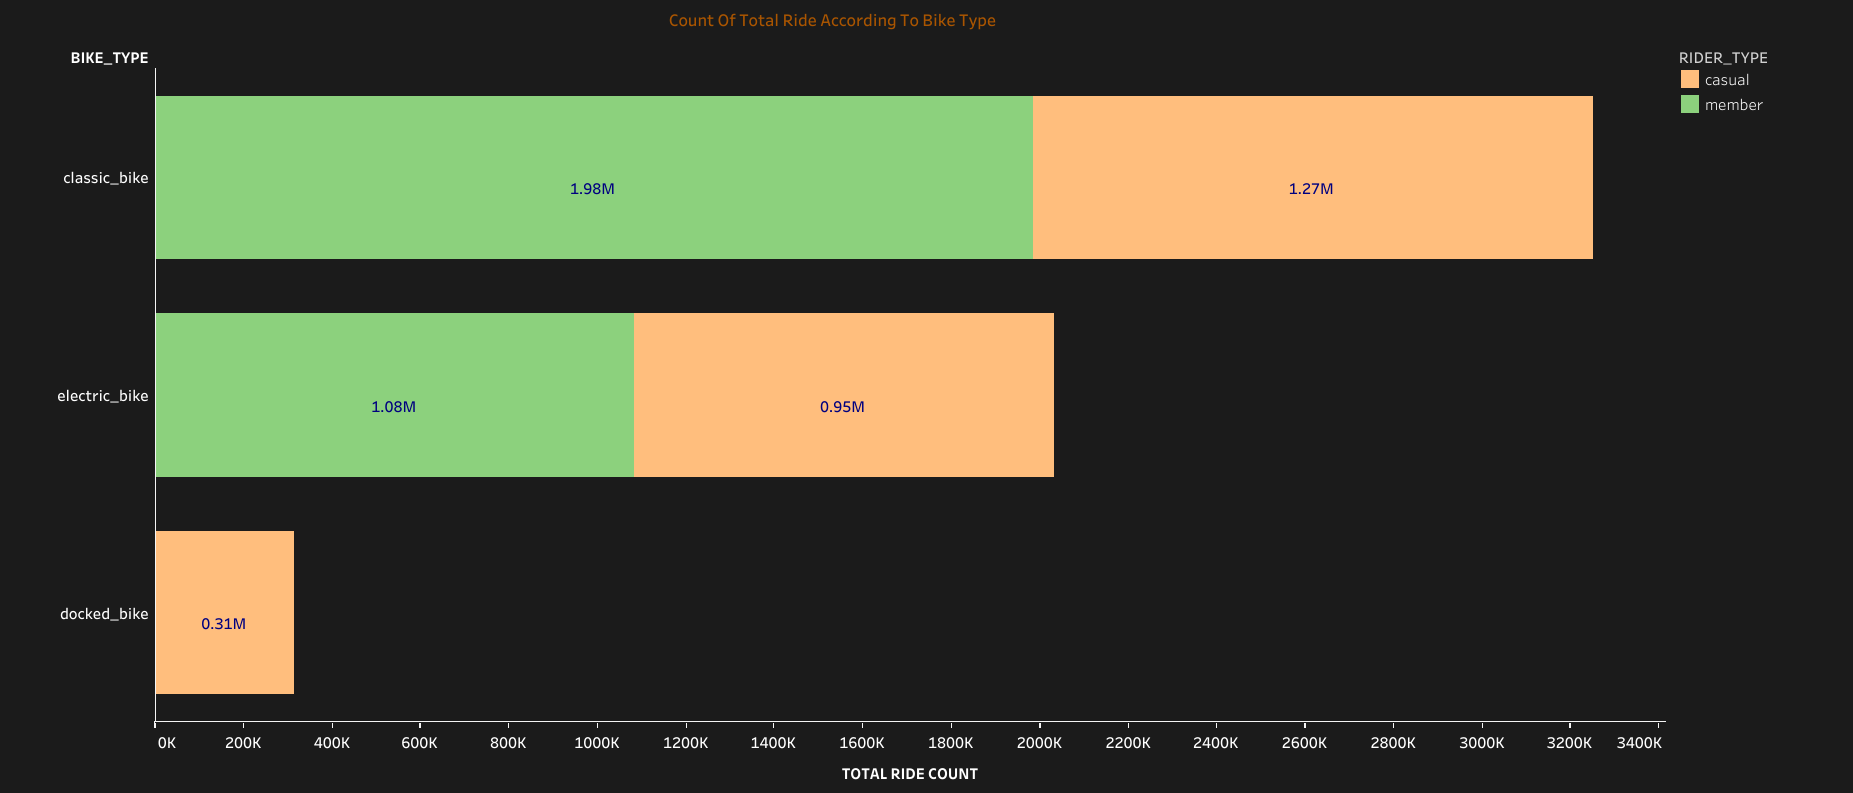 Count Of Total Ride According To Bike Type
BIKE_TYPE
RIDER_TYPE
casual
member
classic_bike
1.98M
1.27M
electric_bike
1.08M
0.95M
docked_bike
0.31M
0K 200K 400K 600K 800K 1000K 1200K 1400K 1600K 1800K 2000K 2200K 2400K 2600K 2800K 3000K 3200K 3400K
TOTAL RIDE COUNT